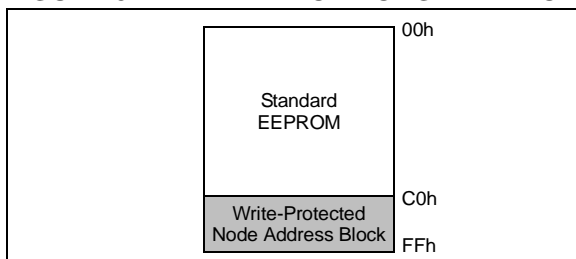 00h
Standard
EEPROM
C0h
Write-Protected
Node Address Block
FFh